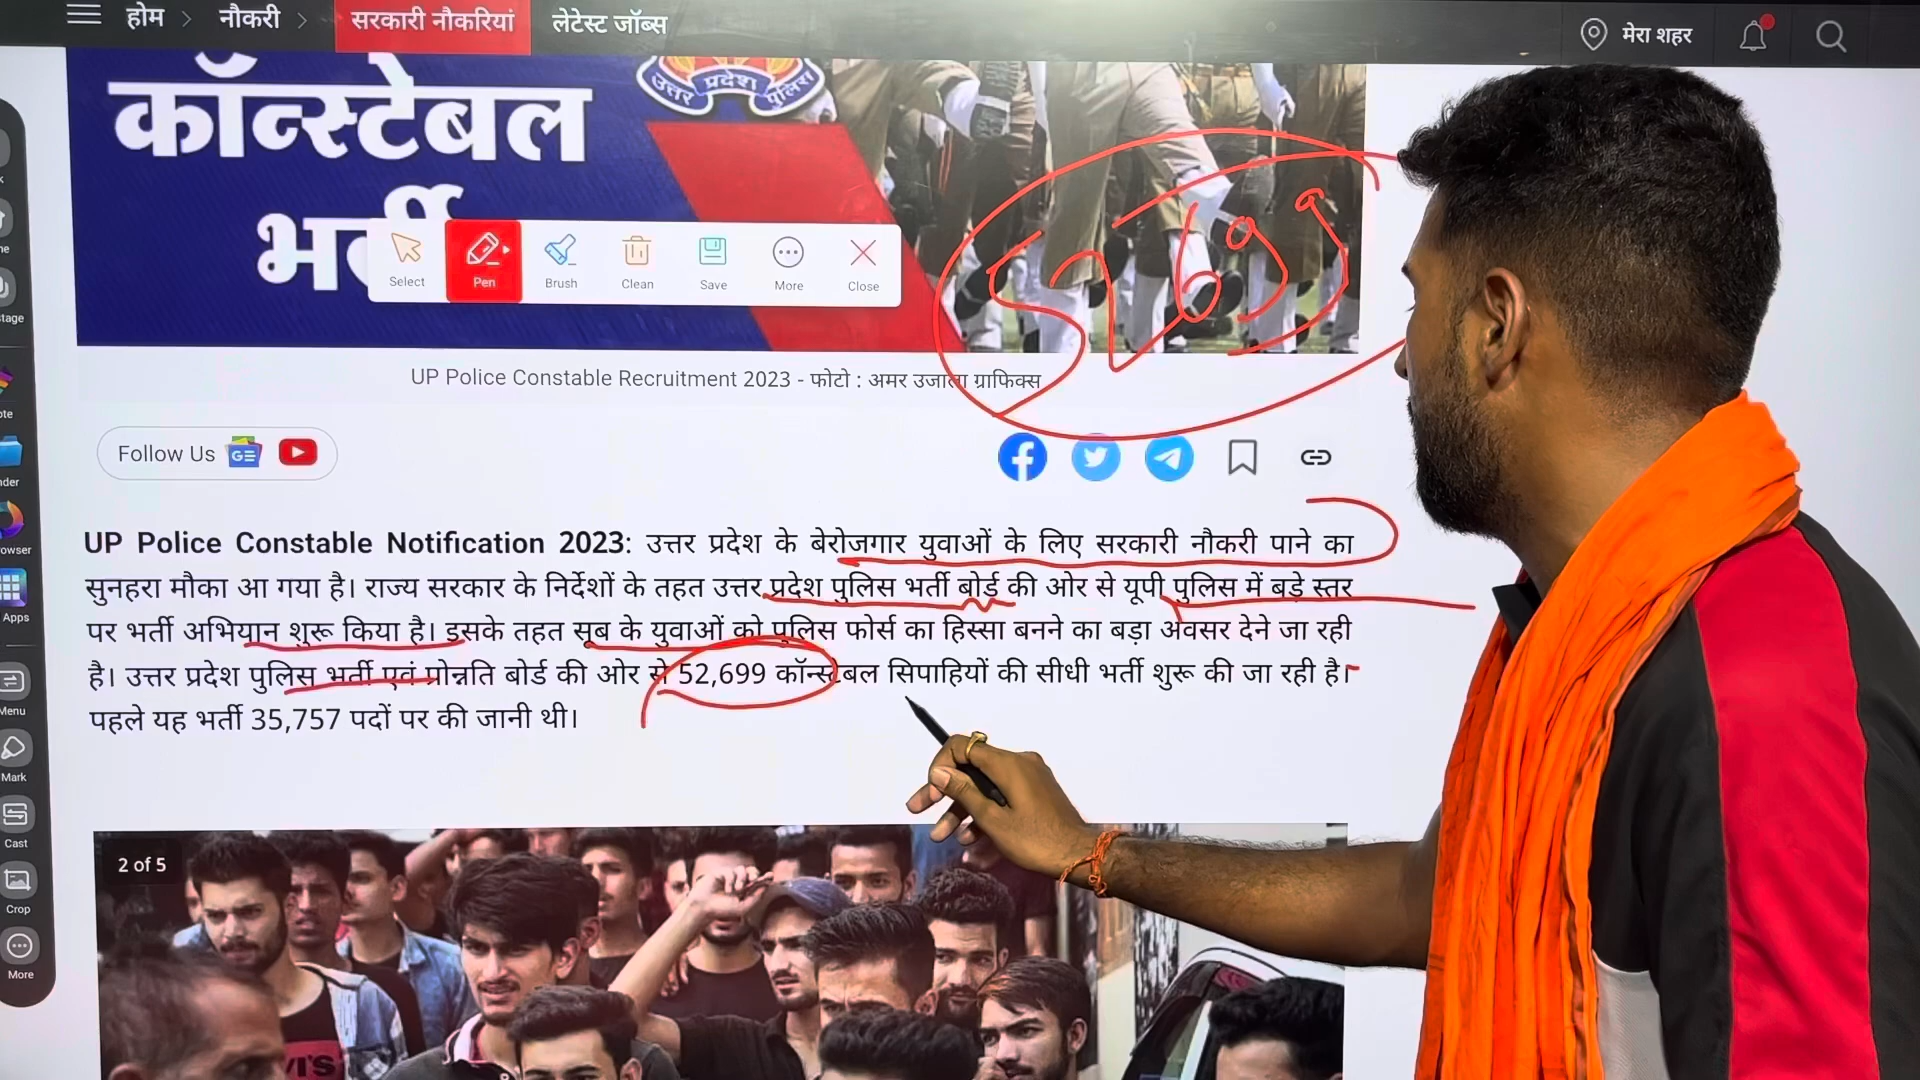 होम > नौकरी > सरकारी नौकरियां लेटेस्ट जॉब्स
मेरा शहर
कॉन्स्टेबल
उत्तर प्रदेश पुलिस
Select Pen Brush Clean Save More Close
52699
UP Police Constable Recruitment 2023 - फोटो : अमर उजाला ग्राफिक्स
Follow Us GE
UP Police Constable Notification 2023: उत्तर प्रदेश के बेरोजगार युवाओं के लिए सरकारी नौकरी पाने का
सुनहरा मौका आ गया है। राज्य सरकार के निर्देशों के तहत उत्तर प्रदेश पुलिस भर्ती बोर्ड की ओर से यूपी पुलिस में बड़े स्तर
पर भर्ती अभियान शुरू किया है। इसके तहत सूब के युवाओं को पुलिस फोर्स का हिस्सा बनने का बड़ा अवसर देने जा रही
है। उत्तर प्रदेश पुलिस भर्ती एवं प्रोन्नति बोर्ड की ओर से 52,699 कॉन्स्टेबल सिपाहियों की सीधी भर्ती शुरू की जा रही है।
पहले यह भर्ती 35,757 पदों पर की जानी थी।
2 of 5
Apps
Menu
Mark
Cast
Crop
More